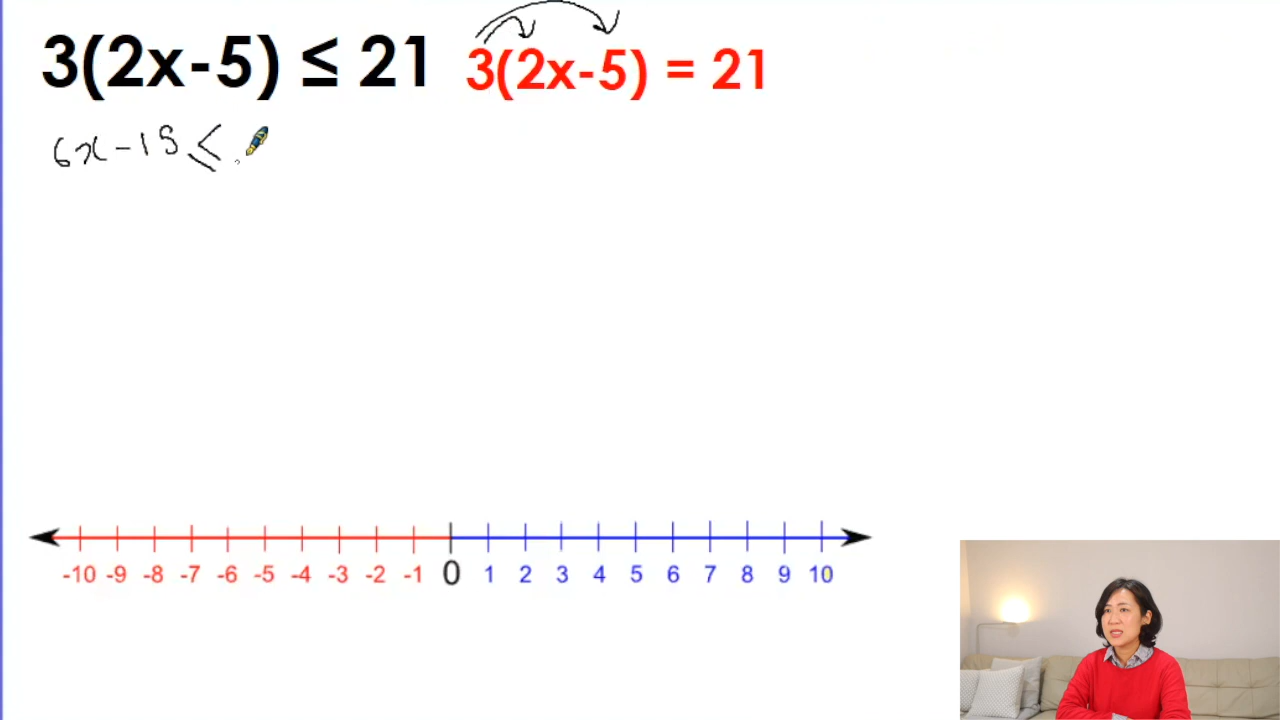 3(2x-5) ≤ 21 3(2x-5) = 21
6x-15 ≤
-10 -9 -8 -7 -6 -5 -4 -3 -2 -1 0 1 2 3 4 5 6 7 8 9 10